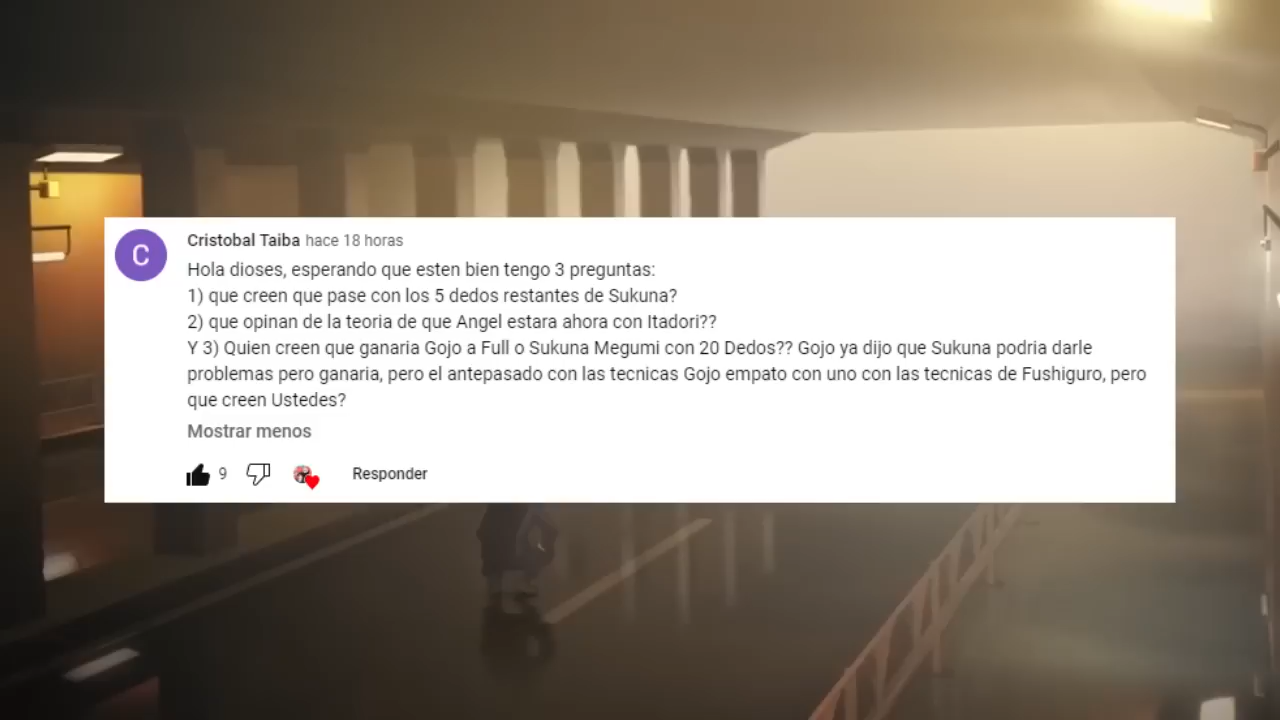 C
Cristobal Taiba hace 18 horas
Hola dioses, esperando que esten bien tengo 3 preguntas:
1) que creen que pase con los 5 dedos restantes de Sukuna?
2) que opinan de la teoria de que Angel estara ahora con Itadori??
Y 3) Quien creen que ganaria Gojo a Full o Sukuna Megumi con 20 Dedos?? Gojo ya dijo que Sukuna podria darle
problemas pero ganaria, pero el antepasado con las tecnicas Gojo empato con uno con las tecnicas de Fushiguro, pero
que creen Ustedes?
Mostrar menos
9 Responder